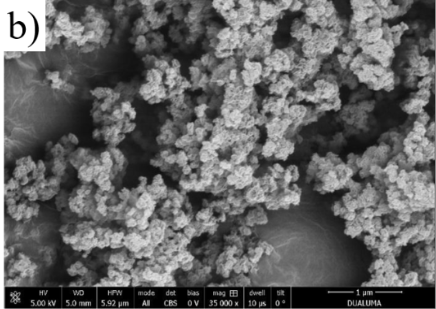 b)
HV WD HFW mode det bias mag dwell tilt 1 µm
5.00 kV 5.0 mm 5.92 µm All CBS 0 V 35 000 x 10 µs 0 ° DUALUMA